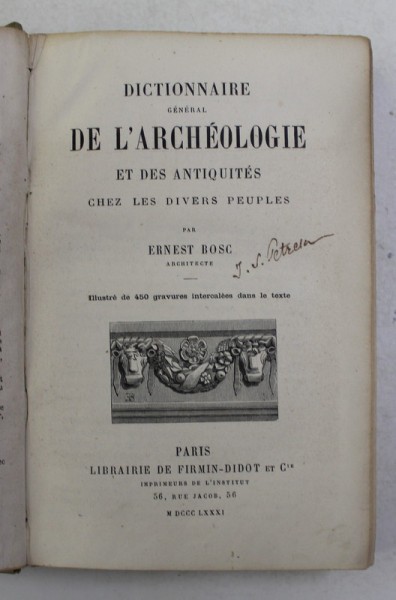 DICTIONNAIRE
GÉNÉRAL
DE L'ARCHÉOLOGIE
ET DES ANTIQUITÉS
CHEZ LES DIVERS PEUPLES
PAR
ERNEST BOSC
ARCHITECTE
Illustré de 450 gravures intercalées dans le texte
PARIS
LIBRAIRIE DE FIRMIN-DIDOT ET Cie
IMPRIMEURS DE L'INSTITUT
56, RUE JACOB, 56
M DCCC LXXXI